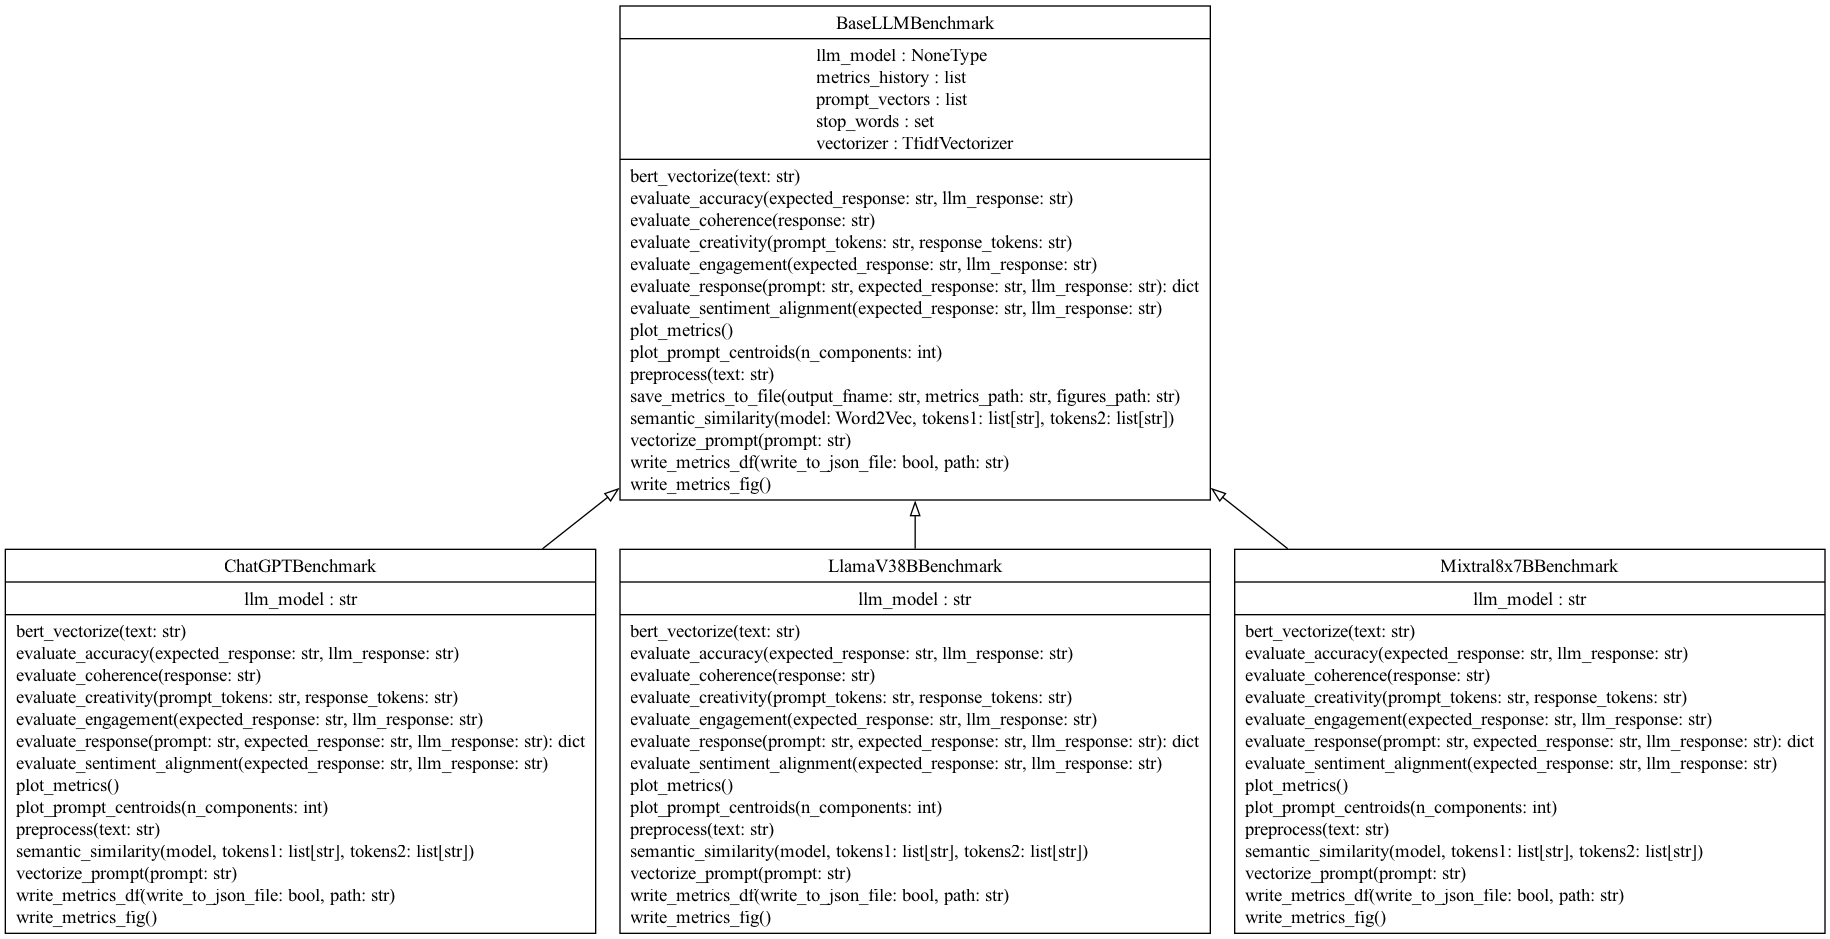 BaseLLMBenchmark
llm_model : NoneType
metrics_history : list
prompt_vectors : list
stop_words : set
vectorizer : TfidfVectorizer
bert_vectorize(text: str)
evaluate_accuracy(expected_response: str, llm_response: str)
evaluate_coherence(response: str)
evaluate_creativity(prompt_tokens: str, response_tokens: str)
evaluate_engagement(expected_response: str, llm_response: str)
evaluate_response(prompt: str, expected_response: str, llm_response: str): dict
evaluate_sentiment_alignment(expected_response: str, llm_response: str)
plot_metrics()
plot_prompt_centroids(n_components: int)
preprocess(text: str)
save_metrics_to_file(output_fname: str, metrics_path: str, figures_path: str)
semantic_similarity(model: Word2Vec, tokens1: list[str], tokens2: list[str])
vectorize_prompt(prompt: str)
write_metrics_df(write_to_json_file: bool, path: str)
write_metrics_fig()
ChatGPTBenchmark
llm_model : str
bert_vectorize(text: str)
evaluate_accuracy(expected_response: str, llm_response: str)
evaluate_coherence(response: str)
evaluate_creativity(prompt_tokens: str, response_tokens: str)
evaluate_engagement(expected_response: str, llm_response: str)
evaluate_response(prompt: str, expected_response: str, llm_response: str): dict
evaluate_sentiment_alignment(expected_response: str, llm_response: str)
plot_metrics()
plot_prompt_centroids(n_components: int)
preprocess(text: str)
semantic_similarity(model, tokens1: list[str], tokens2: list[str])
vectorize_prompt(prompt: str)
write_metrics_df(write_to_json_file: bool, path: str)
write_metrics_fig()
LlamaV38BBenchmark
llm_model : str
bert_vectorize(text: str)
evaluate_accuracy(expected_response: str, llm_response: str)
evaluate_coherence(response: str)
evaluate_creativity(prompt_tokens: str, response_tokens: str)
evaluate_engagement(expected_response: str, llm_response: str)
evaluate_response(prompt: str, expected_response: str, llm_response: str): dict
evaluate_sentiment_alignment(expected_response: str, llm_response: str)
plot_metrics()
plot_prompt_centroids(n_components: int)
preprocess(text: str)
semantic_similarity(model, tokens1: list[str], tokens2: list[str])
vectorize_prompt(prompt: str)
write_metrics_df(write_to_json_file: bool, path: str)
write_metrics_fig()
Mixtral8x7BBenchmark
llm_model : str
bert_vectorize(text: str)
evaluate_accuracy(expected_response: str, llm_response: str)
evaluate_coherence(response: str)
evaluate_creativity(prompt_tokens: str, response_tokens: str)
evaluate_engagement(expected_response: str, llm_response: str)
evaluate_response(prompt: str, expected_response: str, llm_response: str): dict
evaluate_sentiment_alignment(expected_response: str, llm_response: str)
plot_metrics()
plot_prompt_centroids(n_components: int)
preprocess(text: str)
semantic_similarity(model, tokens1: list[str], tokens2: list[str])
vectorize_prompt(prompt: str)
write_metrics_df(write_to_json_file: bool, path: str)
write_metrics_fig()